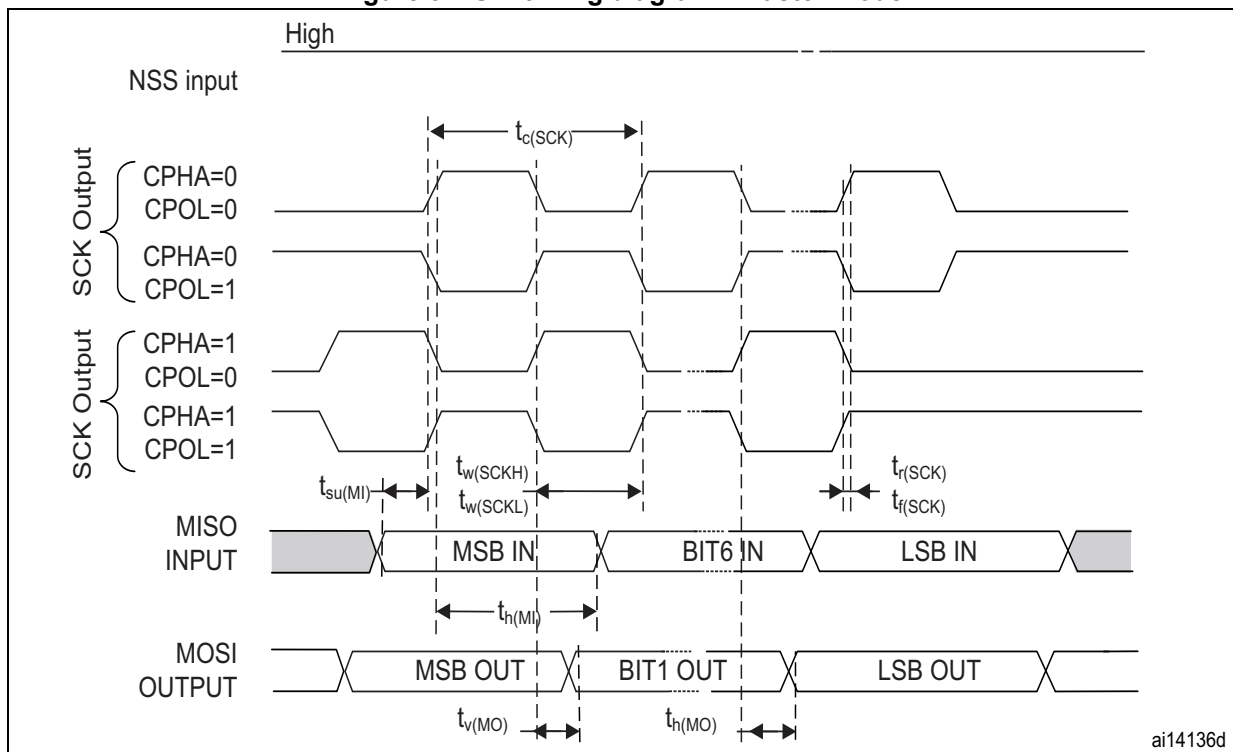 High
NSS input
tc(SCK)
SCK Output
CPHA=0
CPOL=0
CPHA=0
CPOL=1
SCK Output
CPHA=1
CPOL=0
CPHA=1
CPOL=1
tsu(MI)
tw(SCKH)
tw(SCKL)
tr(SCK)
tf(SCK)
MISO
INPUT
MSB IN
BIT6 IN
LSB IN
th(MI)
MOSI
OUTPUT
MSB OUT
BIT1 OUT
LSB OUT
tv(MO)
th(MO)
ai14136d